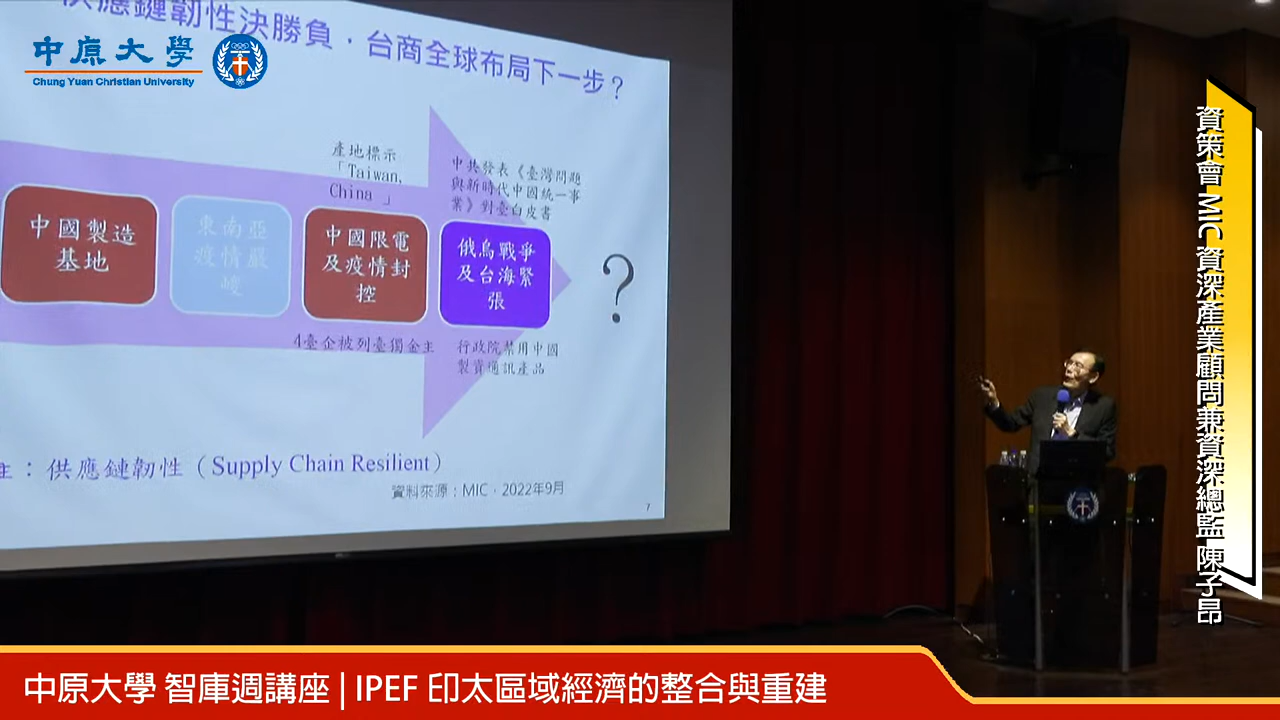 供應鏈韌性決勝負．台商全球布局下一步？
中原大學
Chung Yuan Christian University
產地標示
「Taiwan,
China 」
中共發表《臺灣問題
與新時代中國統一事
業》對臺白皮書
中國製造
基地
東南亞
疫情嚴
峻
中國限電
及疫情封
控
俄烏戰爭
及台海緊
張
？
4臺企被列臺獨金主
行政院禁用中國
製資通訊產品
註：供應鏈韌性（Supply Chain Resilient）
資料來源：MIC，2022年9月
7
資策會 MIC 資深產業顧問兼資深總監 陳子昂
中原大學 智庫週講座 | IPEF 印太區域經濟的整合與重建